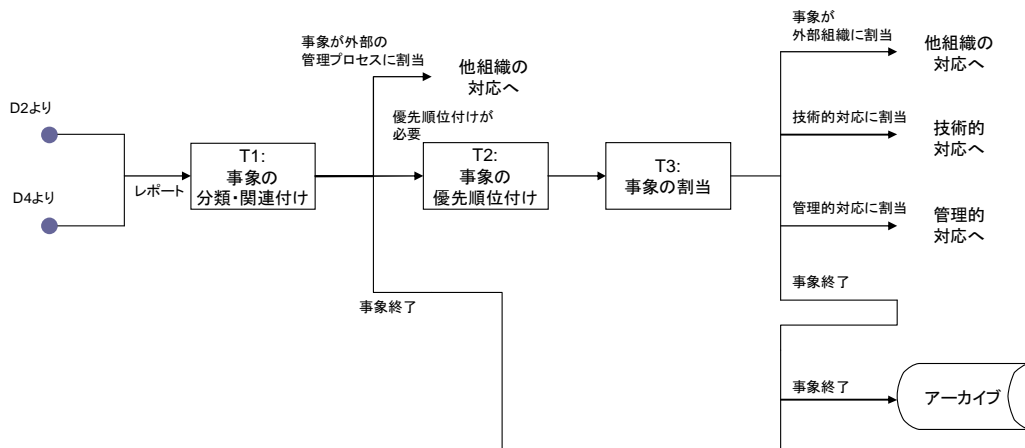 事象が外部の
管理プロセスに割当
他組織の
対応へ
事象が
外部組織に割当
他組織の
対応へ
D2より
優先順位付けが
必要
技術的対応に割当
技術的
対応へ
T1:
事象の
分類・関連付け
T2:
事象の
優先順位付け
T3:
事象の割当
レポート
D4より
管理的対応に割当
管理的
対応へ
事象終了
事象終了
事象終了
アーカイブ